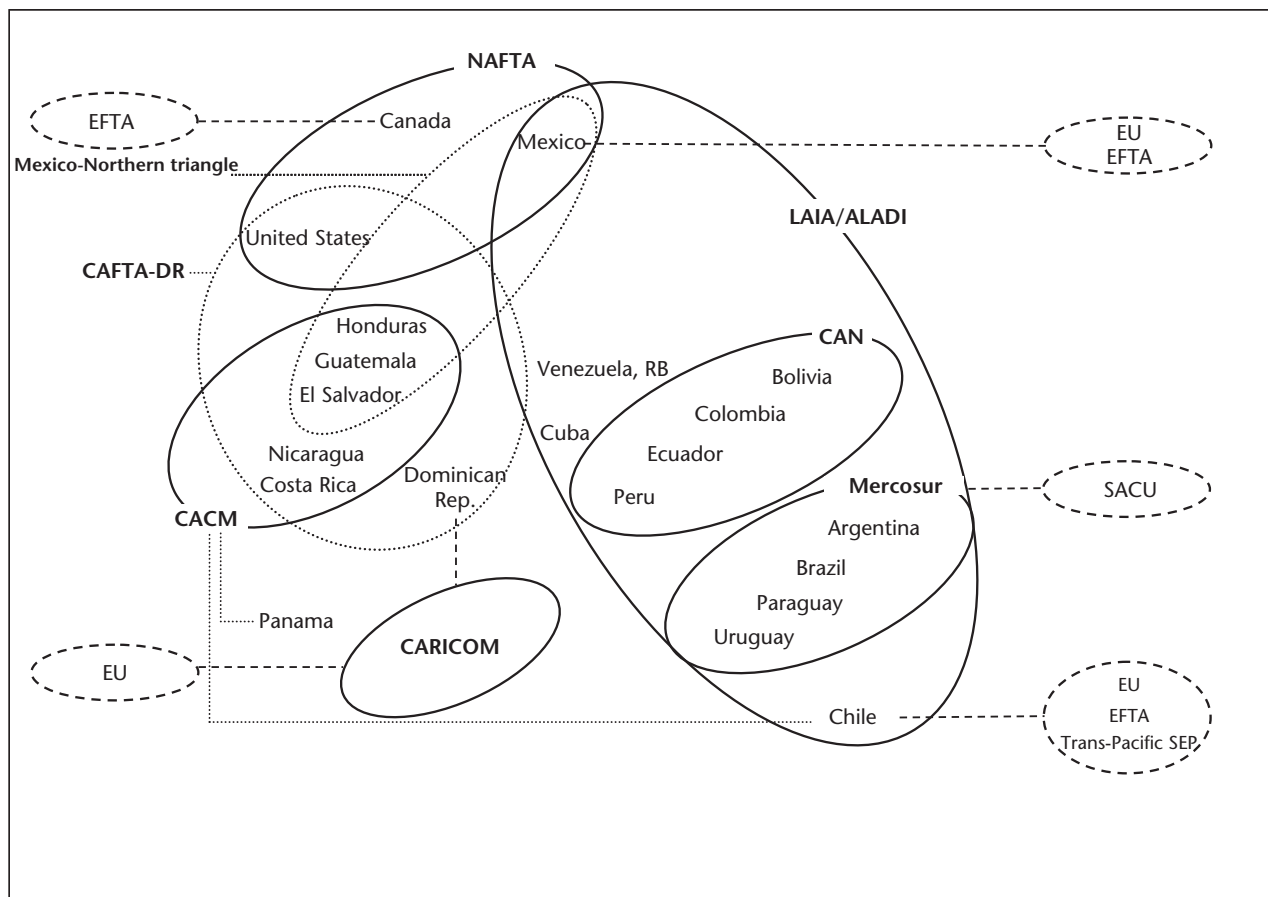 NAFTA
EFTA
Canada
Mexico
EU
EFTA
Mexico-Northern triangle
LAIA/ALADI
United States
CAFTA-DR
Honduras
Guatemala
El Salvador
Nicaragua
Costa Rica
CACM
Dominican
Rep.
Venezuela, RB
Cuba
CAN
Bolivia
Colombia
Ecuador
Peru
Mercosur
SACU
Argentina
Brazil
Paraguay
Uruguay
Panama
CARICOM
EU
Chile
EU
EFTA
Trans-Pacific SEP